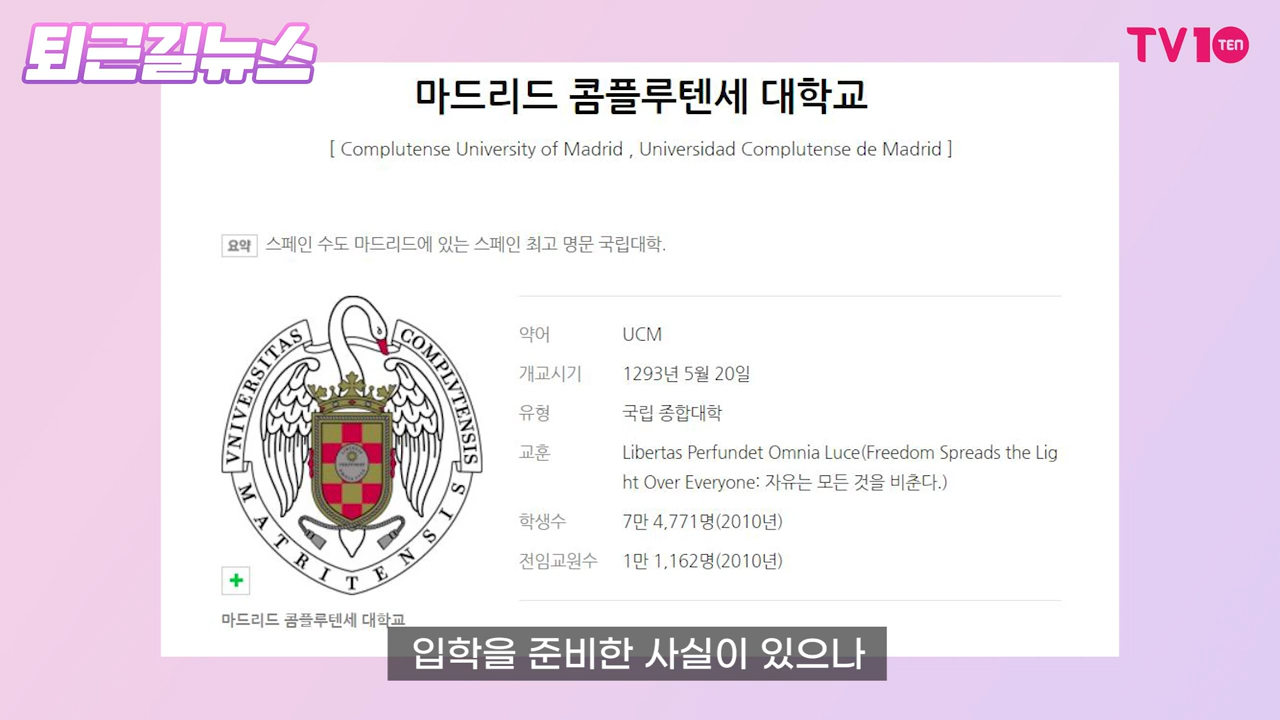 퇴근길뉴스
TV10 TEN
마드리드 콤플루텐세 대학교
[ Complutense University of Madrid , Universidad Complutense de Madrid ]
요약 스페인 수도 마드리드에 있는 스페인 최고 명문 국립대학.
VNIVERSITAS COMPLVTENSIS
MATRITENSIS
약어 UCM
개교시기 1293년 5월 20일
유형 국립 종합대학
교훈 Libertas Perfundet Omnia Luce(Freedom Spreads the Lig
ht Over Everyone: 자유는 모든 것을 비춘다.)
학생수 7만 4,771명(2010년)
전임교원수 1만 1,162명(2010년)
마드리드 콤플루텐세 대학교
입학을 준비한 사실이 있으나